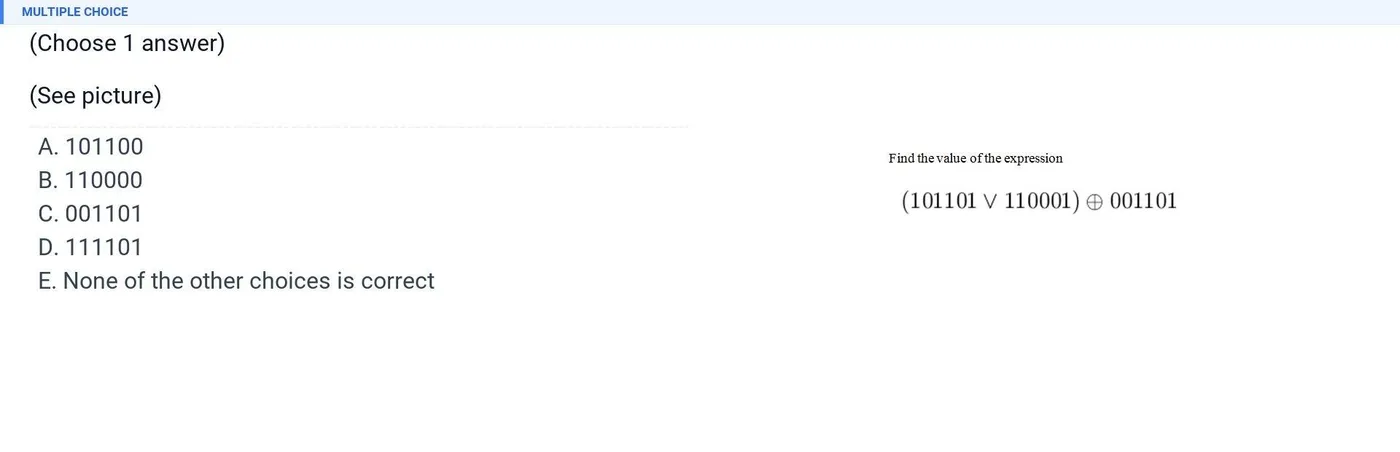 MULTIPLE CHOICE
(Choose 1 answer)
(See picture)
A. 101100
B. 110000
C. 001101
D. 111101
E. None of the other choices is correct
Find the value of the expression
(101101 ∨ 110001) ⊕ 001101